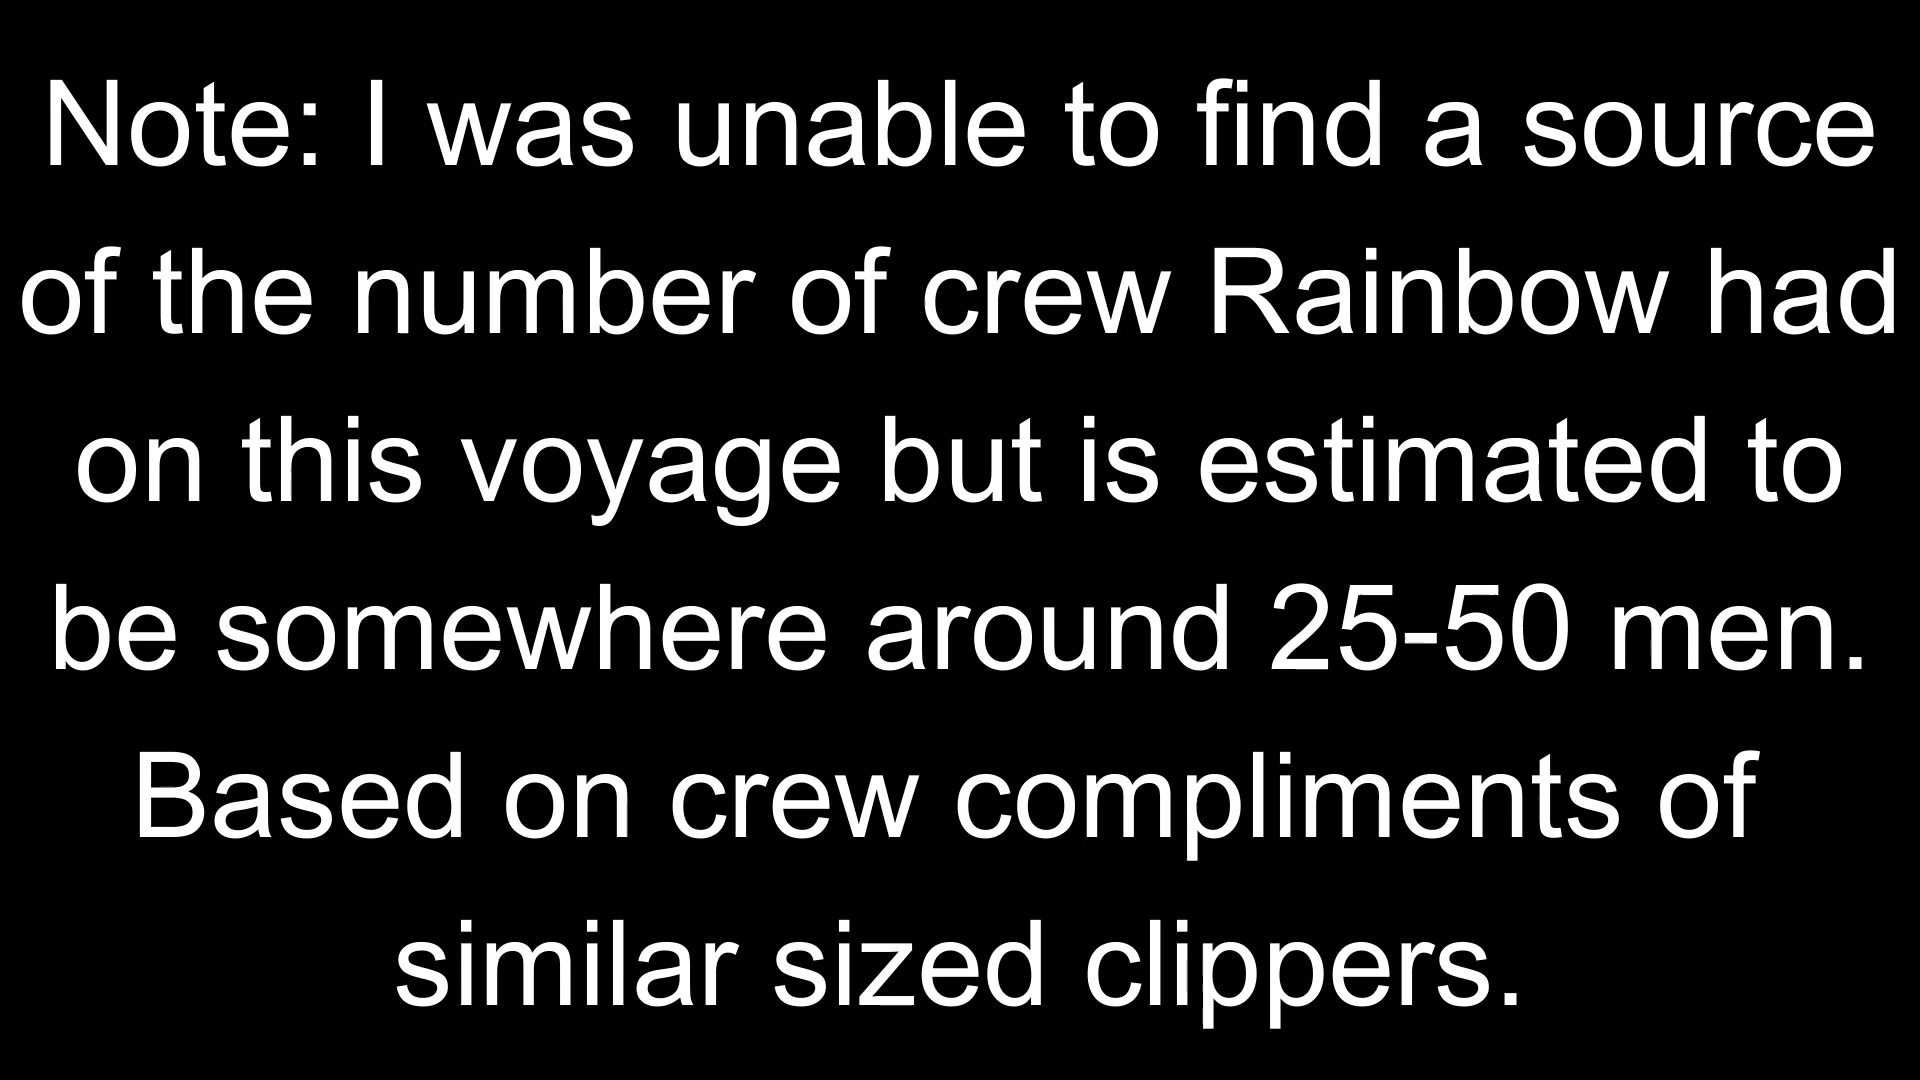 Note: I was unable to find a source
of the number of crew Rainbow had
on this voyage but is estimated to
be somewhere around 25-50 men.
Based on crew compliments of
similar sized clippers.